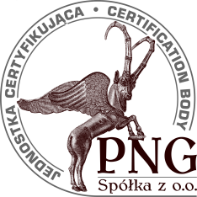 JEDNOSTKA CERTYFIKUJĄCA • CERTIFICATION BODY
PNG
Spółka z o.o.